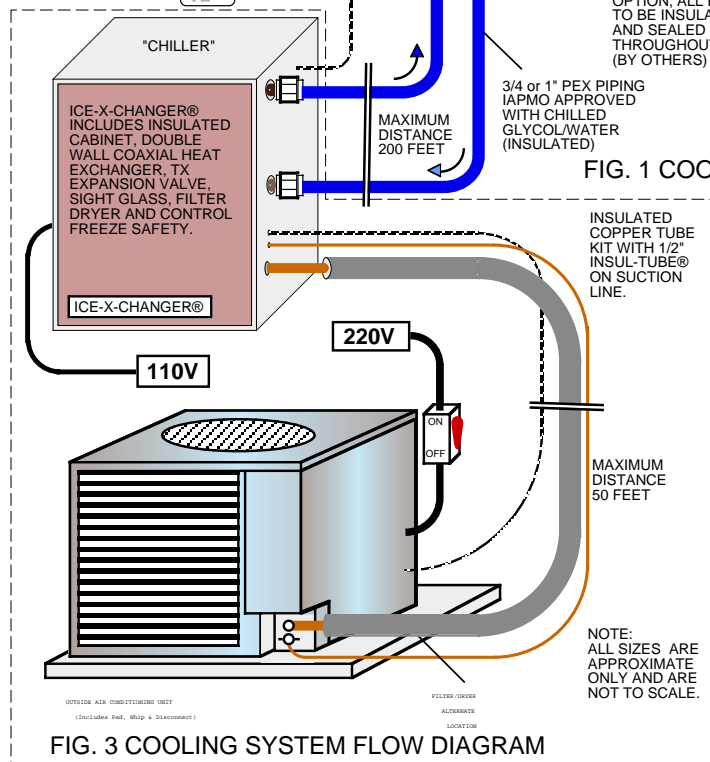 OPTION, ALL
TO BE INSULA
AND SEALED
THROUGHOUT
(BY OTHERS)
"CHILLER"
ICE-X-CHANGER®
INCLUDES INSULATED
CABINET, DOUBLE
WALL COAXIAL HEAT
EXCHANGER, TX
EXPANSION VALVE,
SIGHT GLASS, FILTER
DRYER AND CONTROL
FREEZE SAFETY.
ICE-X-CHANGER®
MAXIMUM
DISTANCE
200 FEET
3/4 or 1" PEX PIPING
IAPMO APPROVED
WITH CHILLED
GLYCOL/WATER
(INSULATED)
FIG. 1 COO
INSULATED
COPPER TUBE
KIT WITH 1/2"
INSUL-TUBE®
ON SUCTION
LINE.
220V
110V
ON
OFF
MAXIMUM
DISTANCE
50 FEET
NOTE:
ALL SIZES ARE
APPROXIMATE
ONLY AND ARE
NOT TO SCALE.
OUTSIDE AIR CONDITIONING UNIT
(Includes Pad, Whip & Disconnect)
FILTER/DRYER
ALTERNATE
LOCATION
FIG. 3 COOLING SYSTEM FLOW DIAGRAM